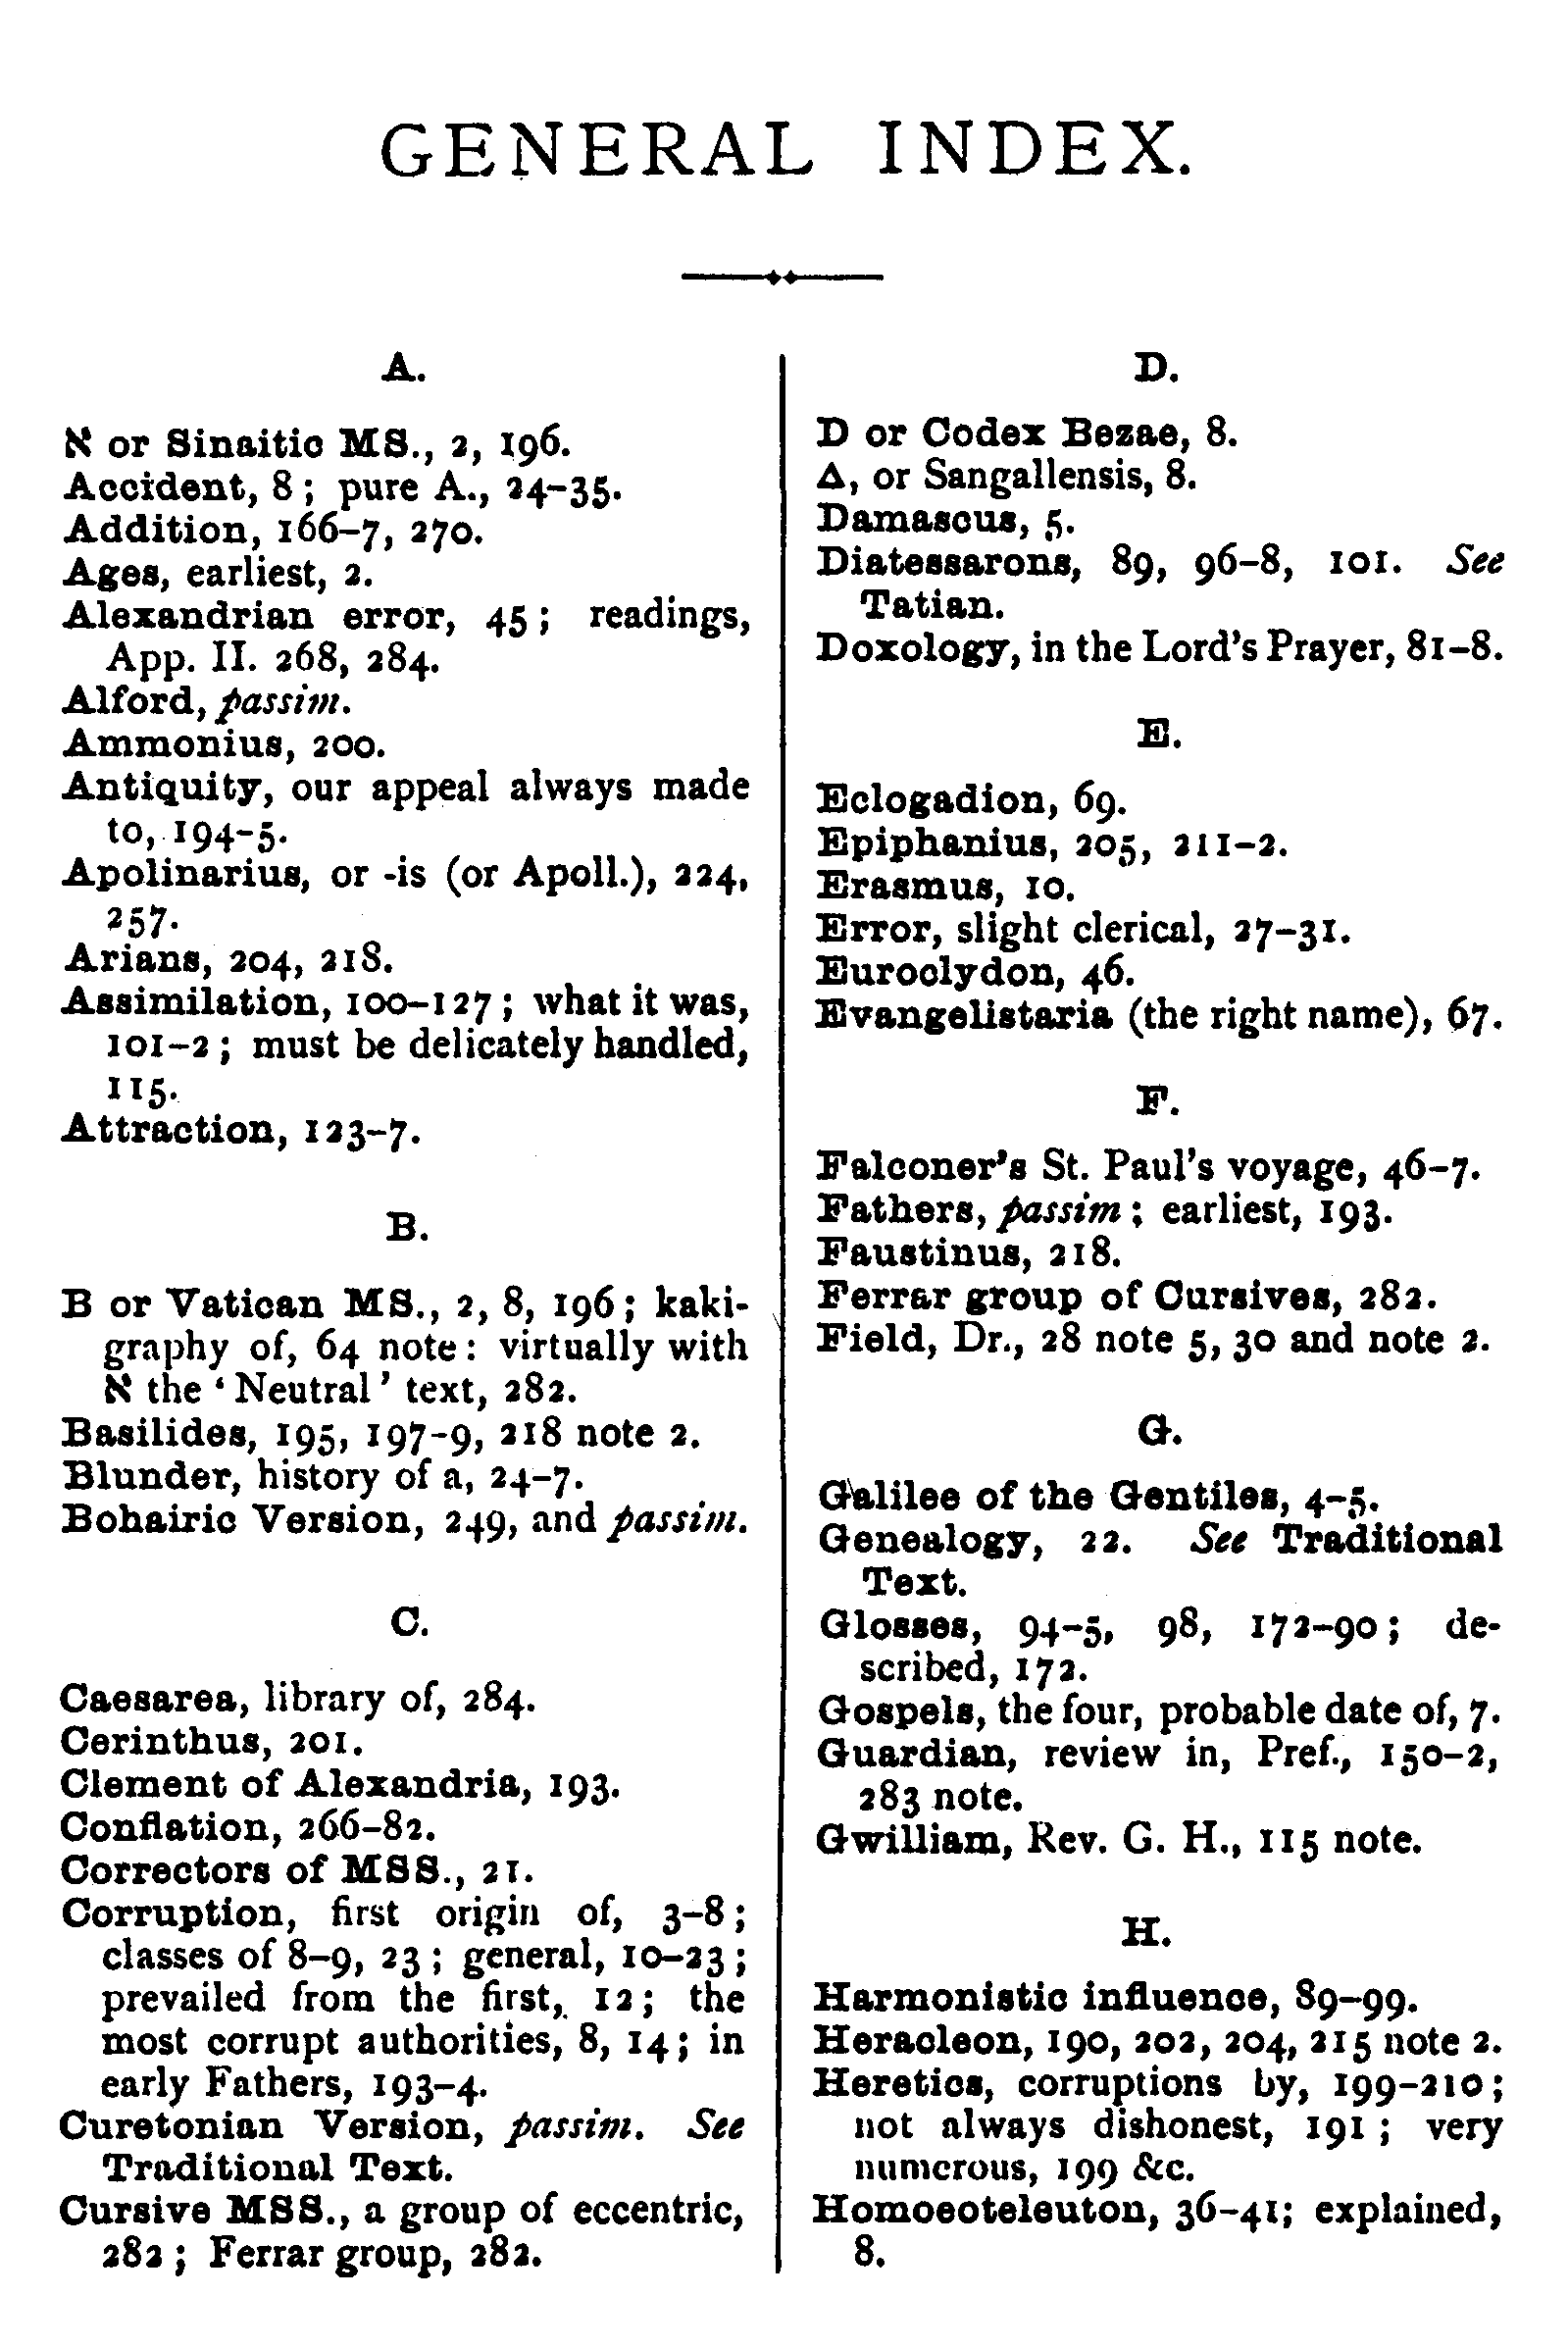 GENERAL INDEX.
A.
א or Sinaitic MS., 2, 196.
Accident, 8 ; pure A., 24–35.
Addition, 166–7, 270.
Ages, earliest, 2.
Alexandrian error, 45 ; readings,
App. II. 268, 284.
Alford, passim.
Ammonius, 200.
Antiquity, our appeal always made
to, 194–5.
Apolinarius, or -is (or Apoll.), 224,
257.
Arians, 204, 218.
Assimilation, 100–127 ; what it was,
101–2 ; must be delicately handled,
115.
Attraction, 123–7.
B.
B or Vatican MS., 2, 8, 196 ; kaki-
graphy of, 64 note : virtually with
א the ‘ Neutral ’ text, 282.
Basilides, 195, 197–9, 218 note 2.
Blunder, history of a, 24–7.
Bohairic Version, 249, and passim.
C.
Caesarea, library of, 284.
Cerinthus, 201.
Clement of Alexandria, 193.
Conflation, 266–82.
Correctors of MSS., 21.
Corruption, first origin of, 3–8 ;
classes of 8–9, 23 ; general, 10–23 ;
prevailed from the first, 12 ; the
most corrupt authorities, 8, 14 ; in
early Fathers, 193–4.
Curetonian Version, passim. See
Traditional Text.
Cursive MSS., a group of eccentric,
282 ; Ferrar group, 282.
D.
D or Codex Bezae, 8.
Δ, or Sangallensis, 8.
Damascus, 5.
Diatessarons, 89, 96–8, 101. See
Tatian.
Doxology, in the Lord’s Prayer, 81–8.
E.
Eclogadion, 69.
Epiphanius, 205, 211–2.
Erasmus, 10.
Error, slight clerical, 27–31.
Euroclydon, 46.
Evangelistaria (the right name), 67.
F.
Falconer’s St. Paul’s voyage, 46–7.
Fathers, passim ; earliest, 193.
Faustinus, 218.
Ferrar group of Cursives, 282.
Field, Dr., 28 note 5, 30 and note 2.
G.
Galilee of the Gentiles, 4–5.
Genealogy, 22. See Traditional
Text.
Glosses, 94–5, 98, 172–90 ; de-
scribed, 172.
Gospels, the four, probable date of, 7.
Guardian, review in, Pref., 150–2,
283 note.
Gwilliam, Rev. G. H., 115 note.
H.
Harmonistic influence, 89–99.
Heracleon, 190, 202, 204, 215 note 2.
Heretics, corruptions by, 199–210 ;
not always dishonest, 191 ; very
numerous, 199 &c.
Homoeoteleuton, 36–41; explained,
8.